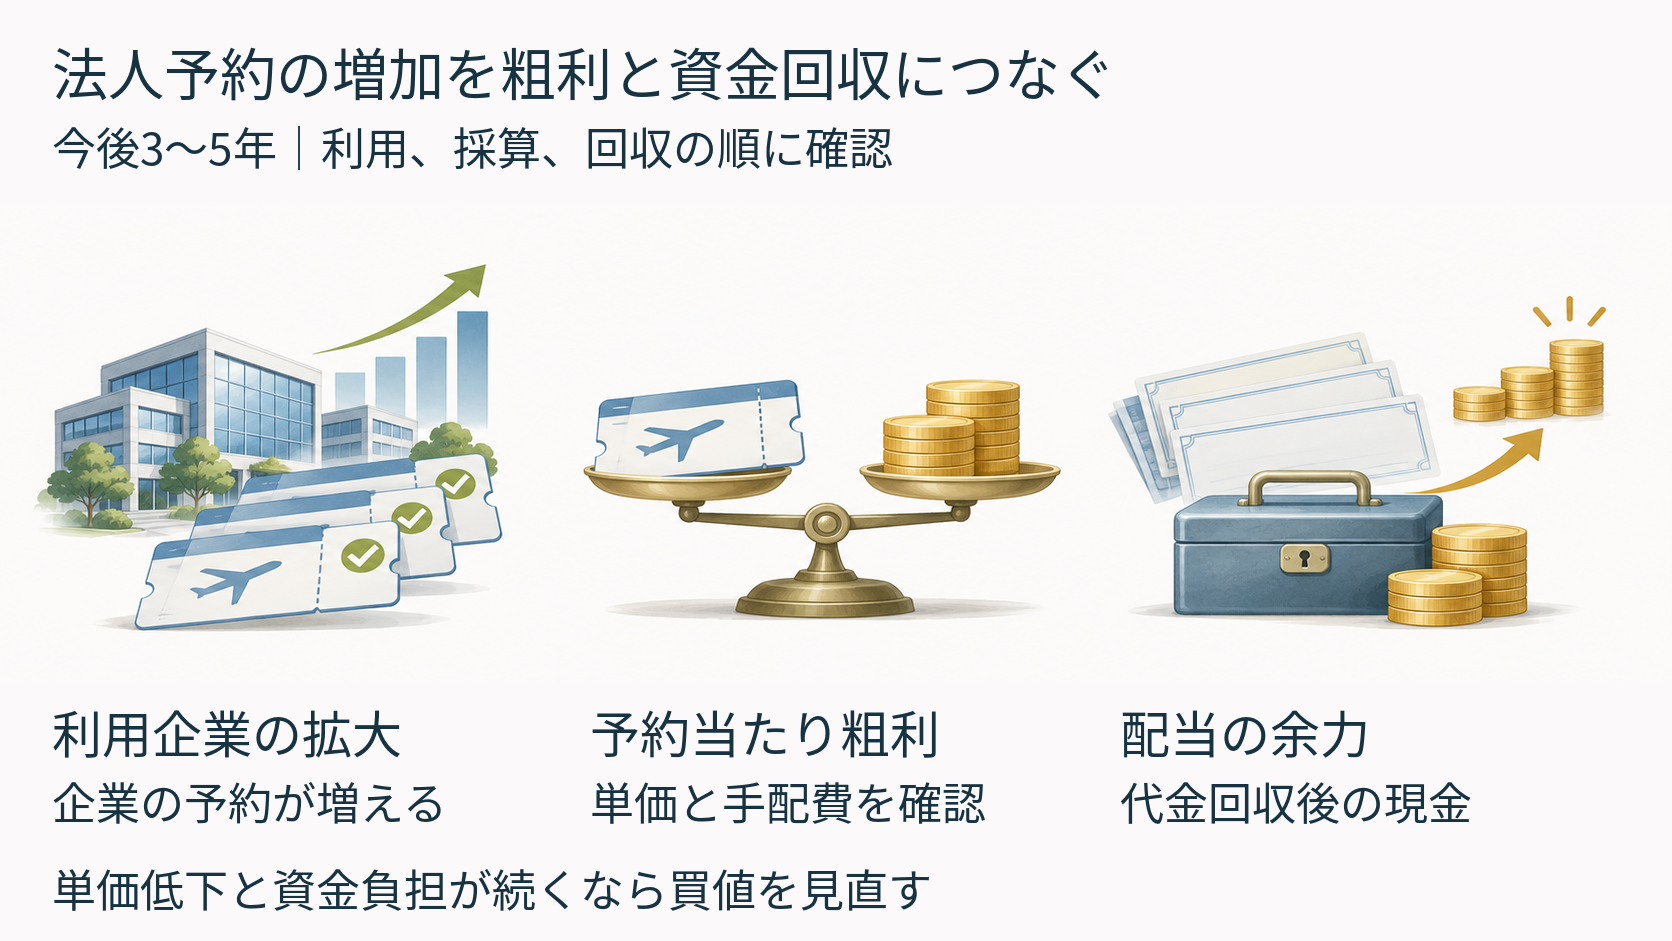 法人予約の増加を粗利と資金回収につなぐ
今後3〜5年｜利用、採算、回収の順に確認
利用企業の拡大
企業の予約が増える
予約当たり粗利
単価と手配費を確認
配当の余力
代金回収後の現金
単価低下と資金負担が続くなら買値を見直す